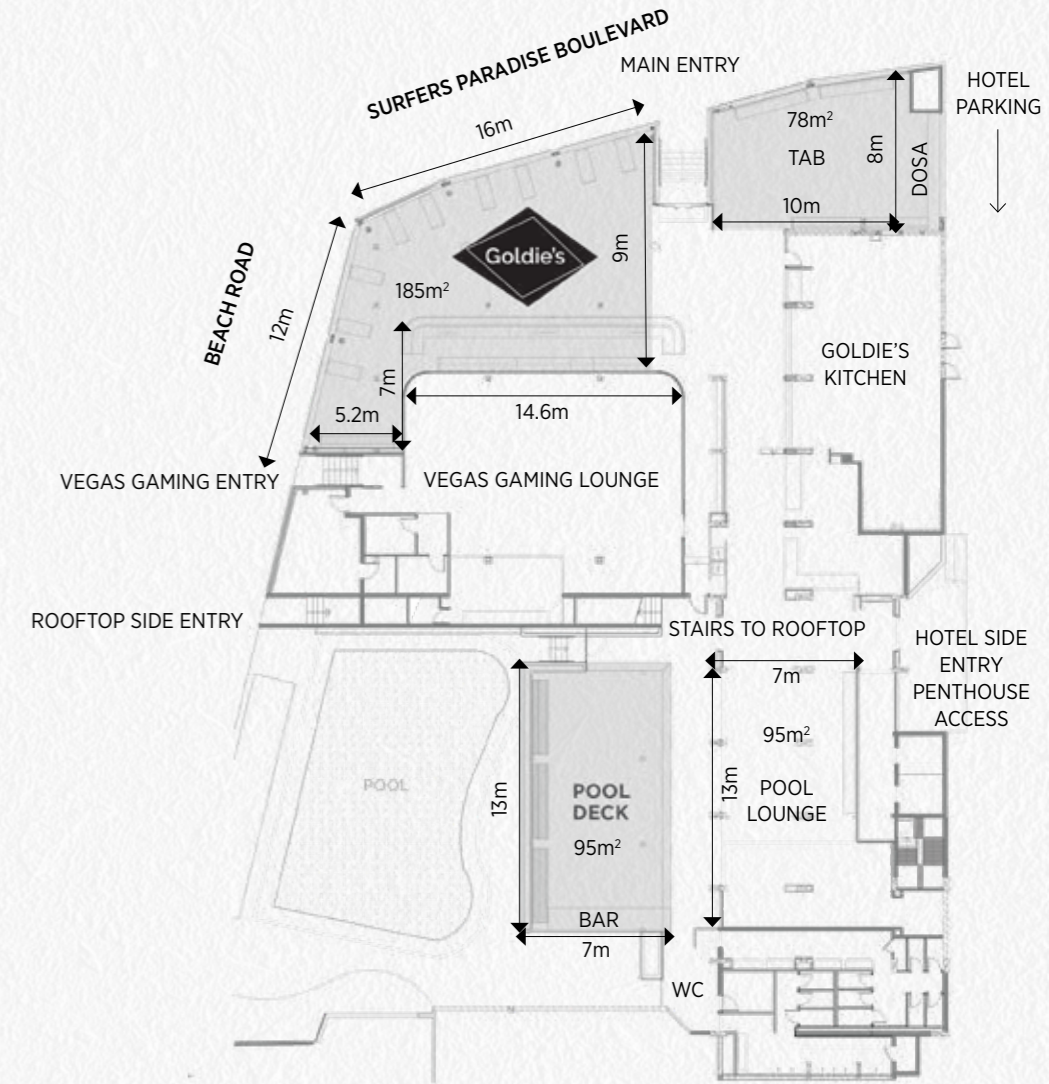 SURFERS PARADISE BOULEVARD
MAIN ENTRY
HOTEL
PARKING
16m
78m²
TAB
8m
DOSA
10m
BEACH ROAD
12m
Goldie's
185m²
9m
7m
5.2m
14.6m
GOLDIE'S
KITCHEN
VEGAS GAMING ENTRY
VEGAS GAMING LOUNGE
ROOFTOP SIDE ENTRY
STAIRS TO ROOFTOP
HOTEL SIDE
ENTRY
PENTHOUSE
ACCESS
7m
95m²
POOL
LOUNGE
13m
POOL
13m
POOL
DECK
95m²
BAR
7m
WC